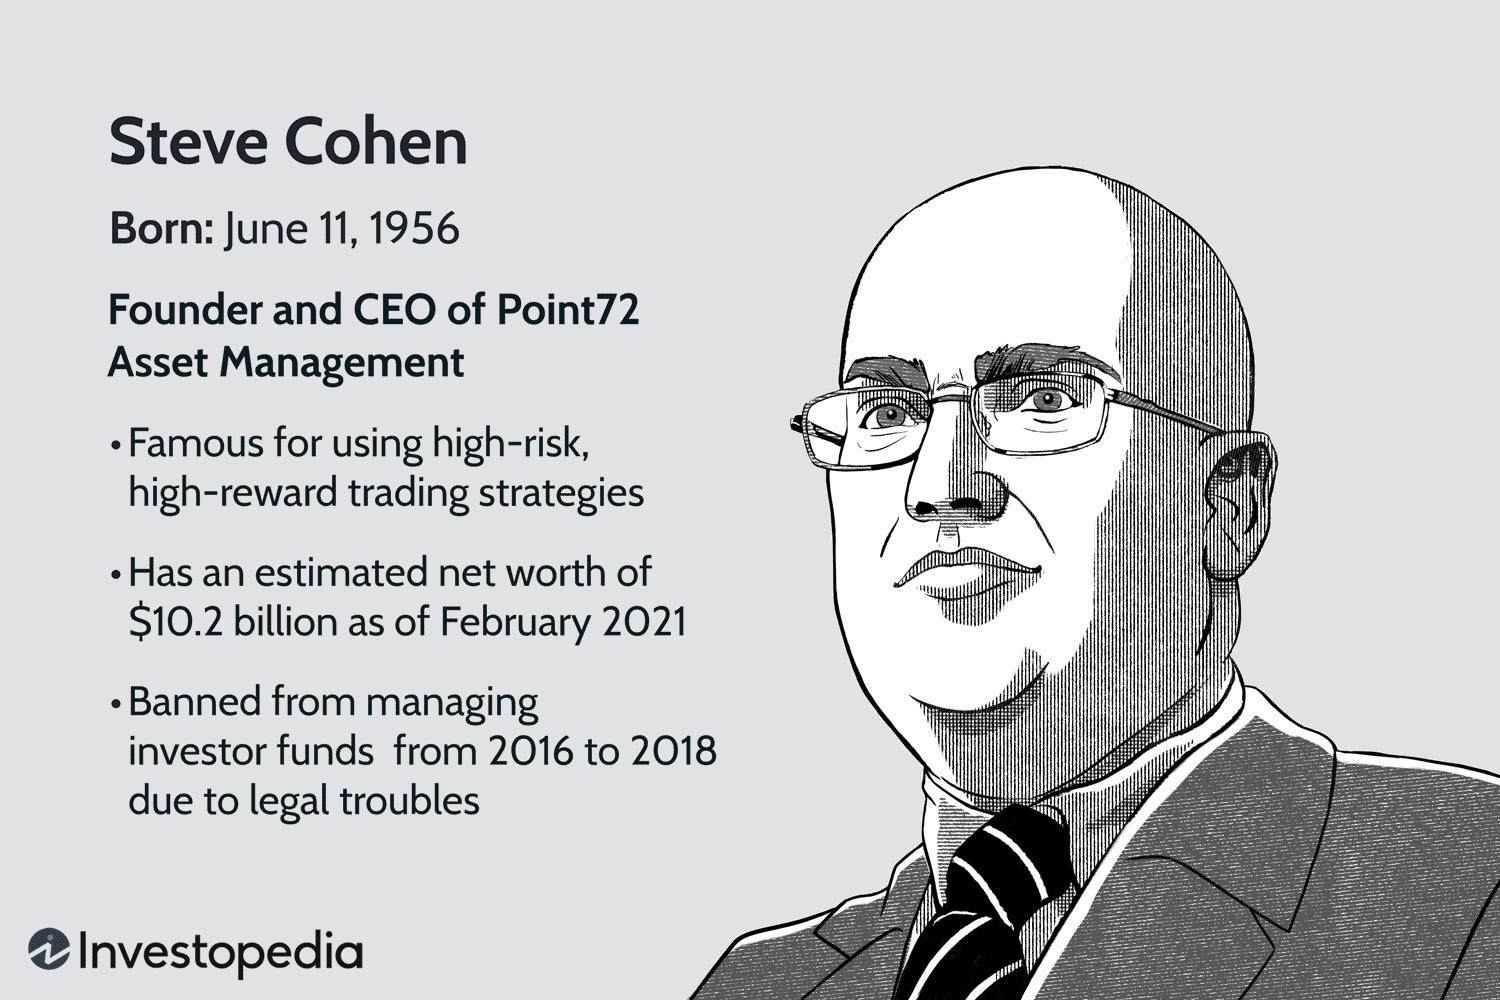 Steve Cohen
Born: June 11, 1956
Founder and CEO of Point72
Asset Management
• Famous for using high-risk,
high-reward trading strategies
• Has an estimated net worth of
$10.2 billion as of February 2021
• Banned from managing
investor funds  from 2016 to 2018
due to legal troubles
Investopedia